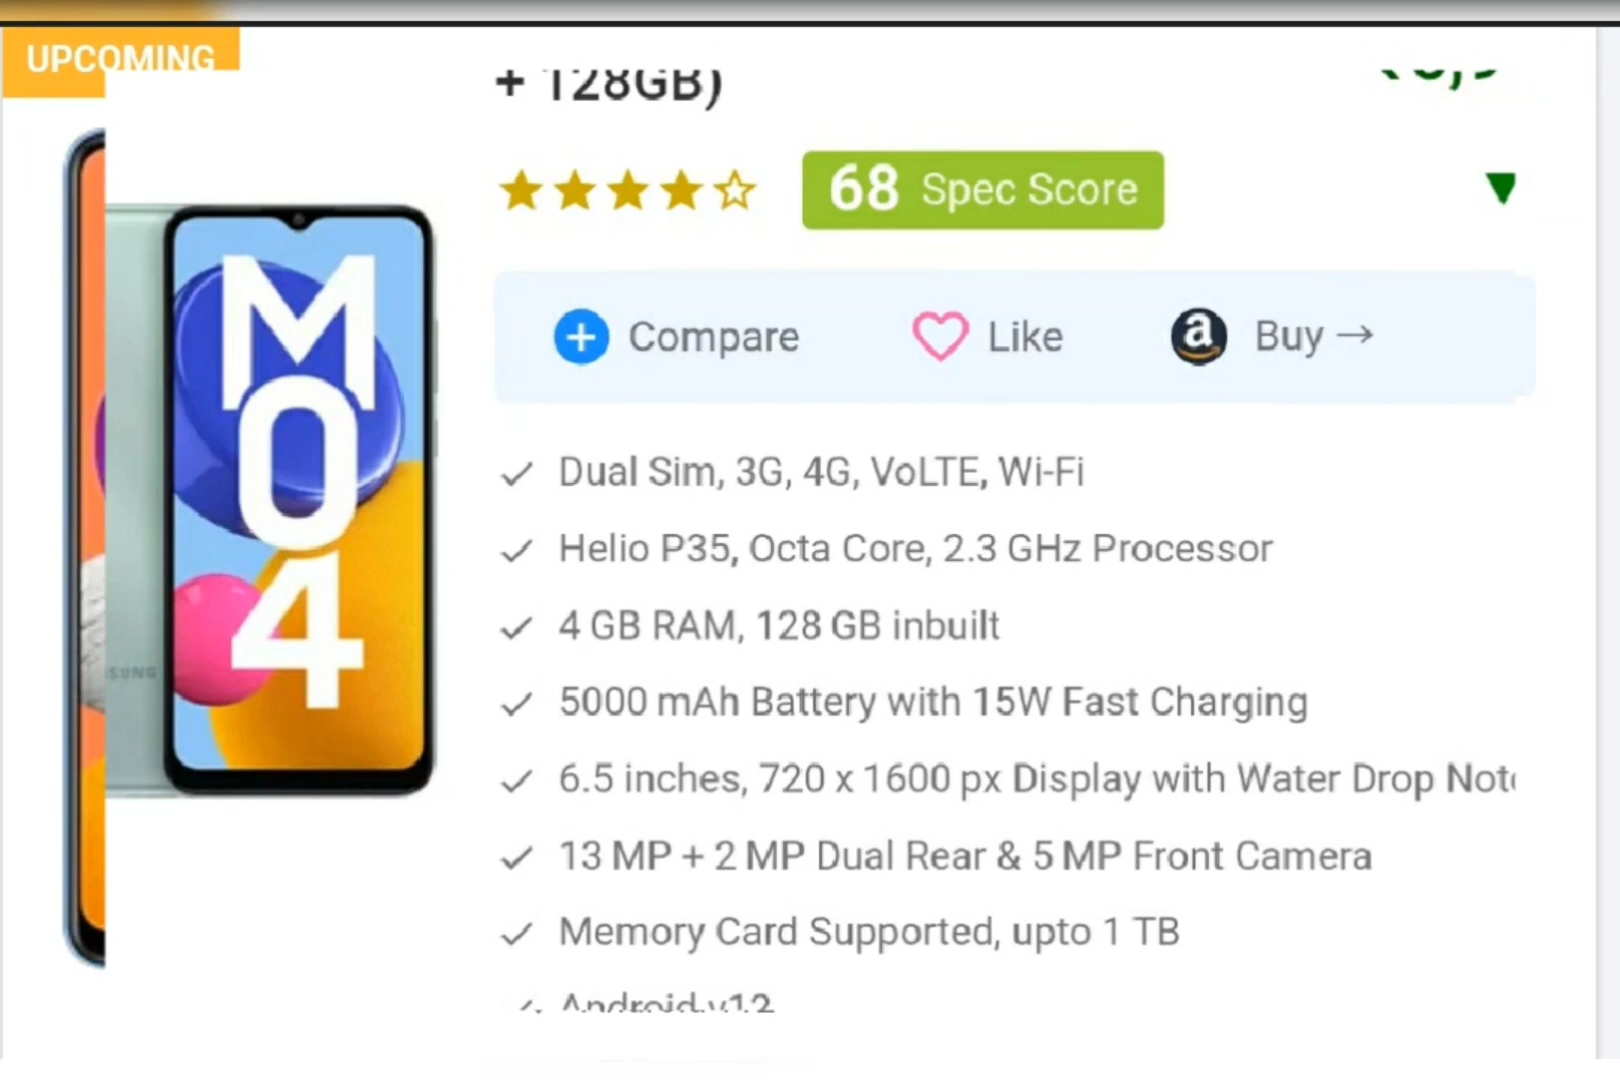 UPCOMING
+ 128GB)
68 Spec Score
Compare
Like
a
Buy →
M
0
4
SUNG
Dual Sim, 3G, 4G, VoLTE, Wi-Fi
Helio P35, Octa Core, 2.3 GHz Processor
4 GB RAM, 128 GB inbuilt
5000 mAh Battery with 15W Fast Charging
6.5 inches, 720 x 1600 px Display with Water Drop
13 MP + 2 MP Dual Rear & 5 MP Front Camera
Memory Card Supported, upto 1 TB
Android v12